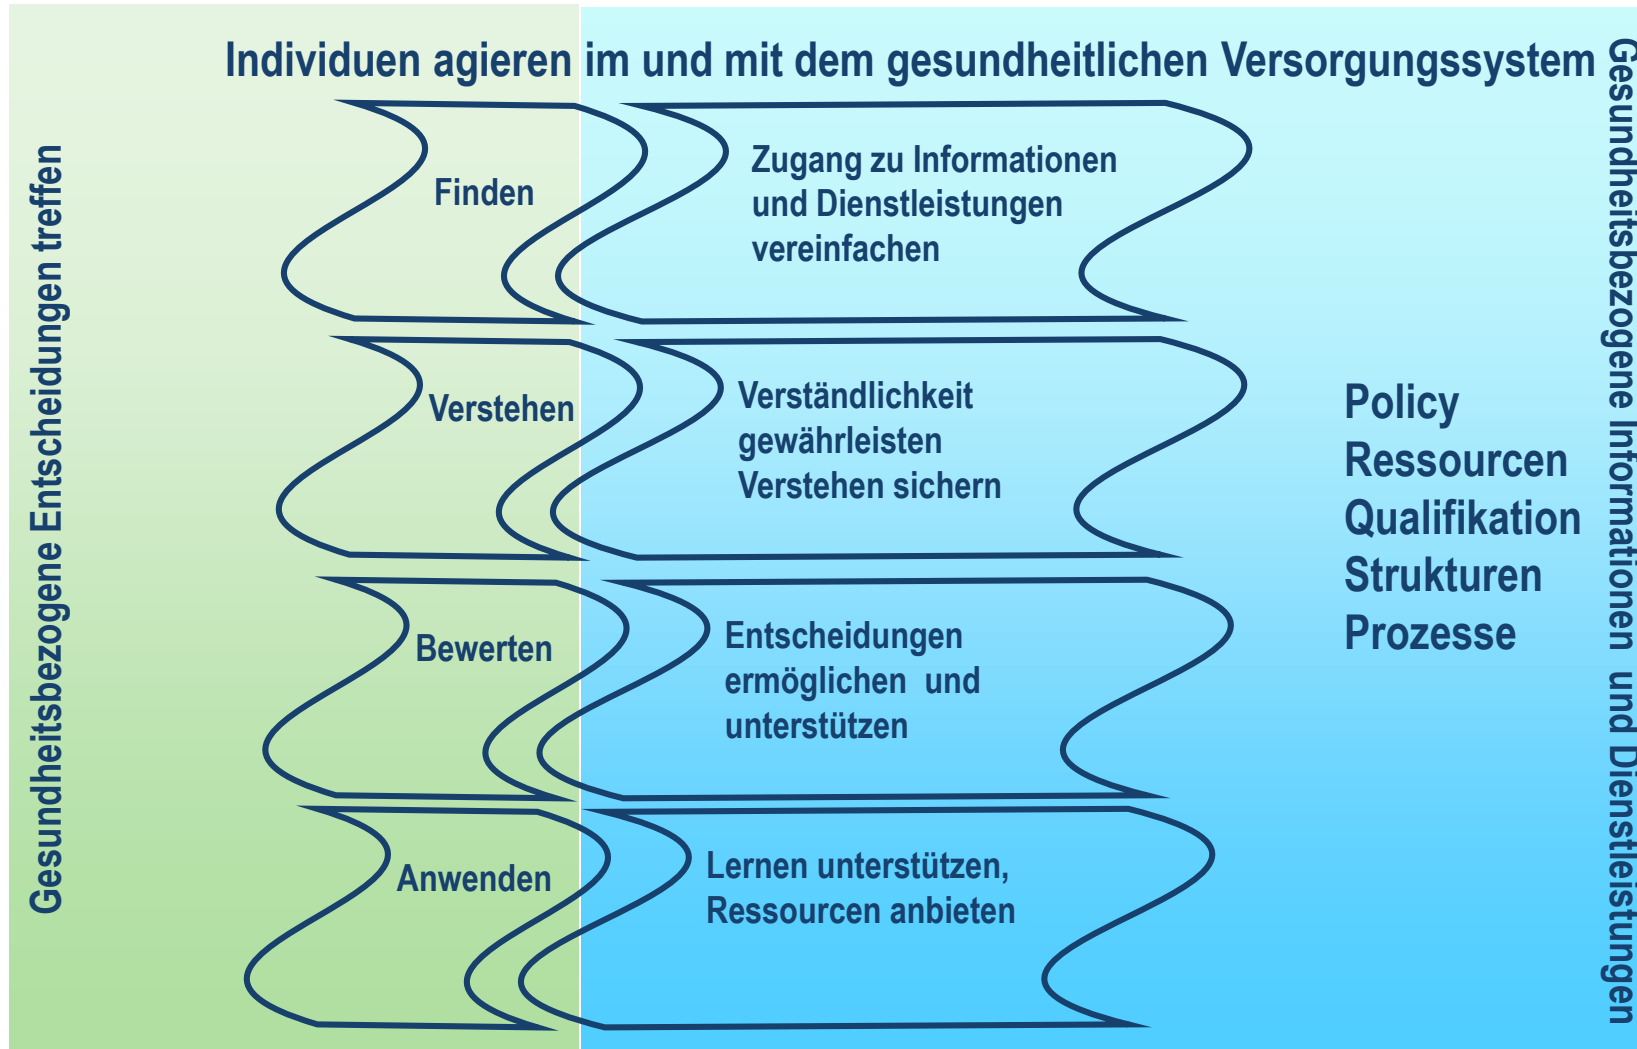 Individuen agieren im und mit dem gesundheitlichen Versorgungssystem
Gesundheitsbezogene Entscheidungen treffen
Finden
Zugang zu Informationen
und Dienstleistungen
vereinfachen
Verstehen
Verständlichkeit
gewährleisten
Verstehen sichern
Bewerten
Entscheidungen
ermöglichen und
unterstützen
Anwenden
Lernen unterstützen,
Ressourcen anbieten
Policy
Ressourcen
Qualifikation
Strukturen
Prozesse
Gesundheitsbezogene Informationen und Dienstleistungen